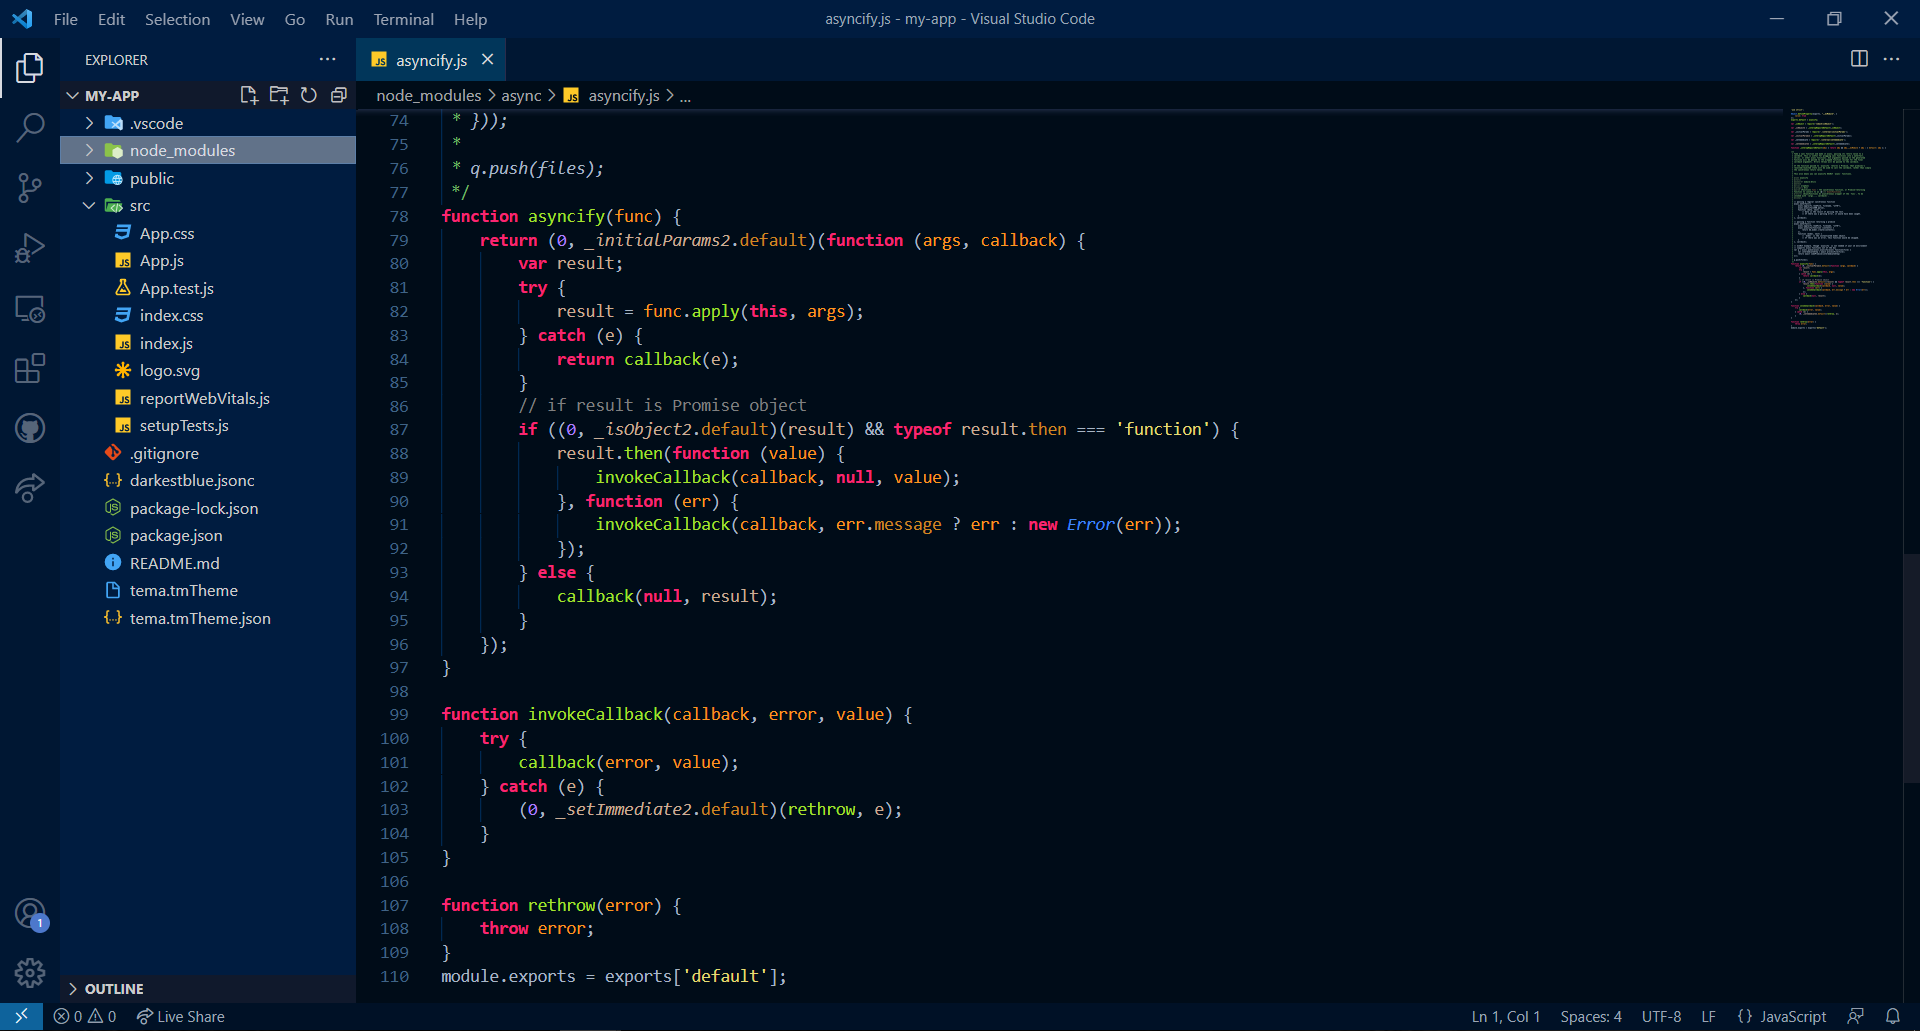 File Edit Selection View Go Run Terminal Help
asyncify.js - my-app - Visual Studio Code
EXPLORER
MY-APP
.vscode
node_modules
public
src
App.css
App.js
App.test.js
index.css
index.js
logo.svg
reportWebVitals.js
setupTests.js
.gitignore
darkestblue.jsonc
package-lock.json
package.json
README.md
tema.tmTheme
tema.tmTheme.json
OUTLINE
1
JS asyncify.js
node_modules > async > JS asyncify.js > ...
74 * }));
75 *
76 * q.push(files);
77 */
78 function asyncify(func) {
79     return (0, _initialParams2.default)(function (args, callback) {
80         var result;
81         try {
82             result = func.apply(this, args);
83         } catch (e) {
84             return callback(e);
85         }
86         // if result is Promise object
87         if ((0, _isObject2.default)(result) && typeof result.then === 'function') {
88             result.then(function (value) {
89                 invokeCallback(callback, null, value);
90             }, function (err) {
91                 invokeCallback(callback, err.message ? err : new Error(err));
92             });
93         } else {
94             callback(null, result);
95         }
96     });
97 }
98
99 function invokeCallback(callback, error, value) {
100     try {
101         callback(error, value);
102     } catch (e) {
103         (0, _setImmediate2.default)(rethrow, e);
104     }
105 }
106
107 function rethrow(error) {
108     throw error;
109 }
110 module.exports = exports['default'];
0 0 Live Share
Ln 1, Col 1 Spaces: 4 UTF-8 LF {} JavaScript